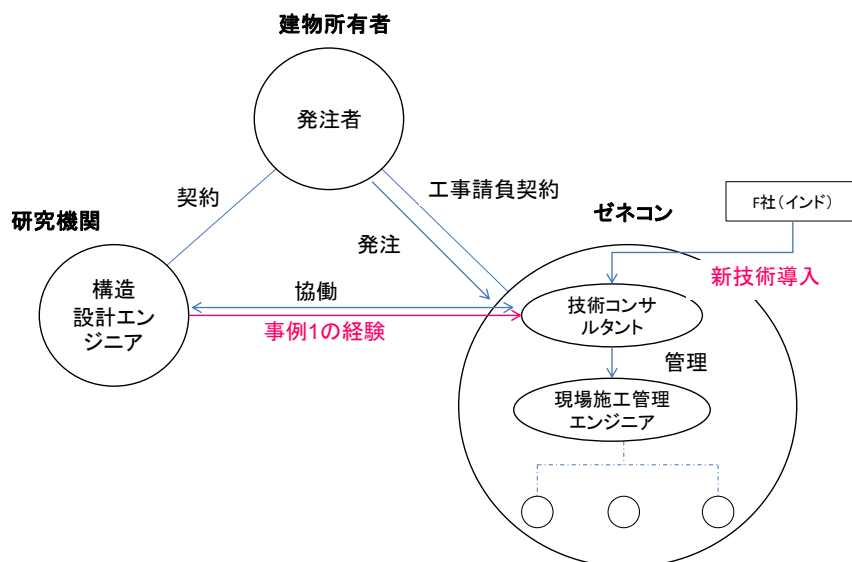 建物所有者
発注者
契約
工事請負契約
F社(インド)
研究機関
ゼネコン
発注
新技術導入
構造
設計エン
ジニア
協働
技術コンサ
ルタント
事例1の経験
管理
現場施工管理
エンジニア